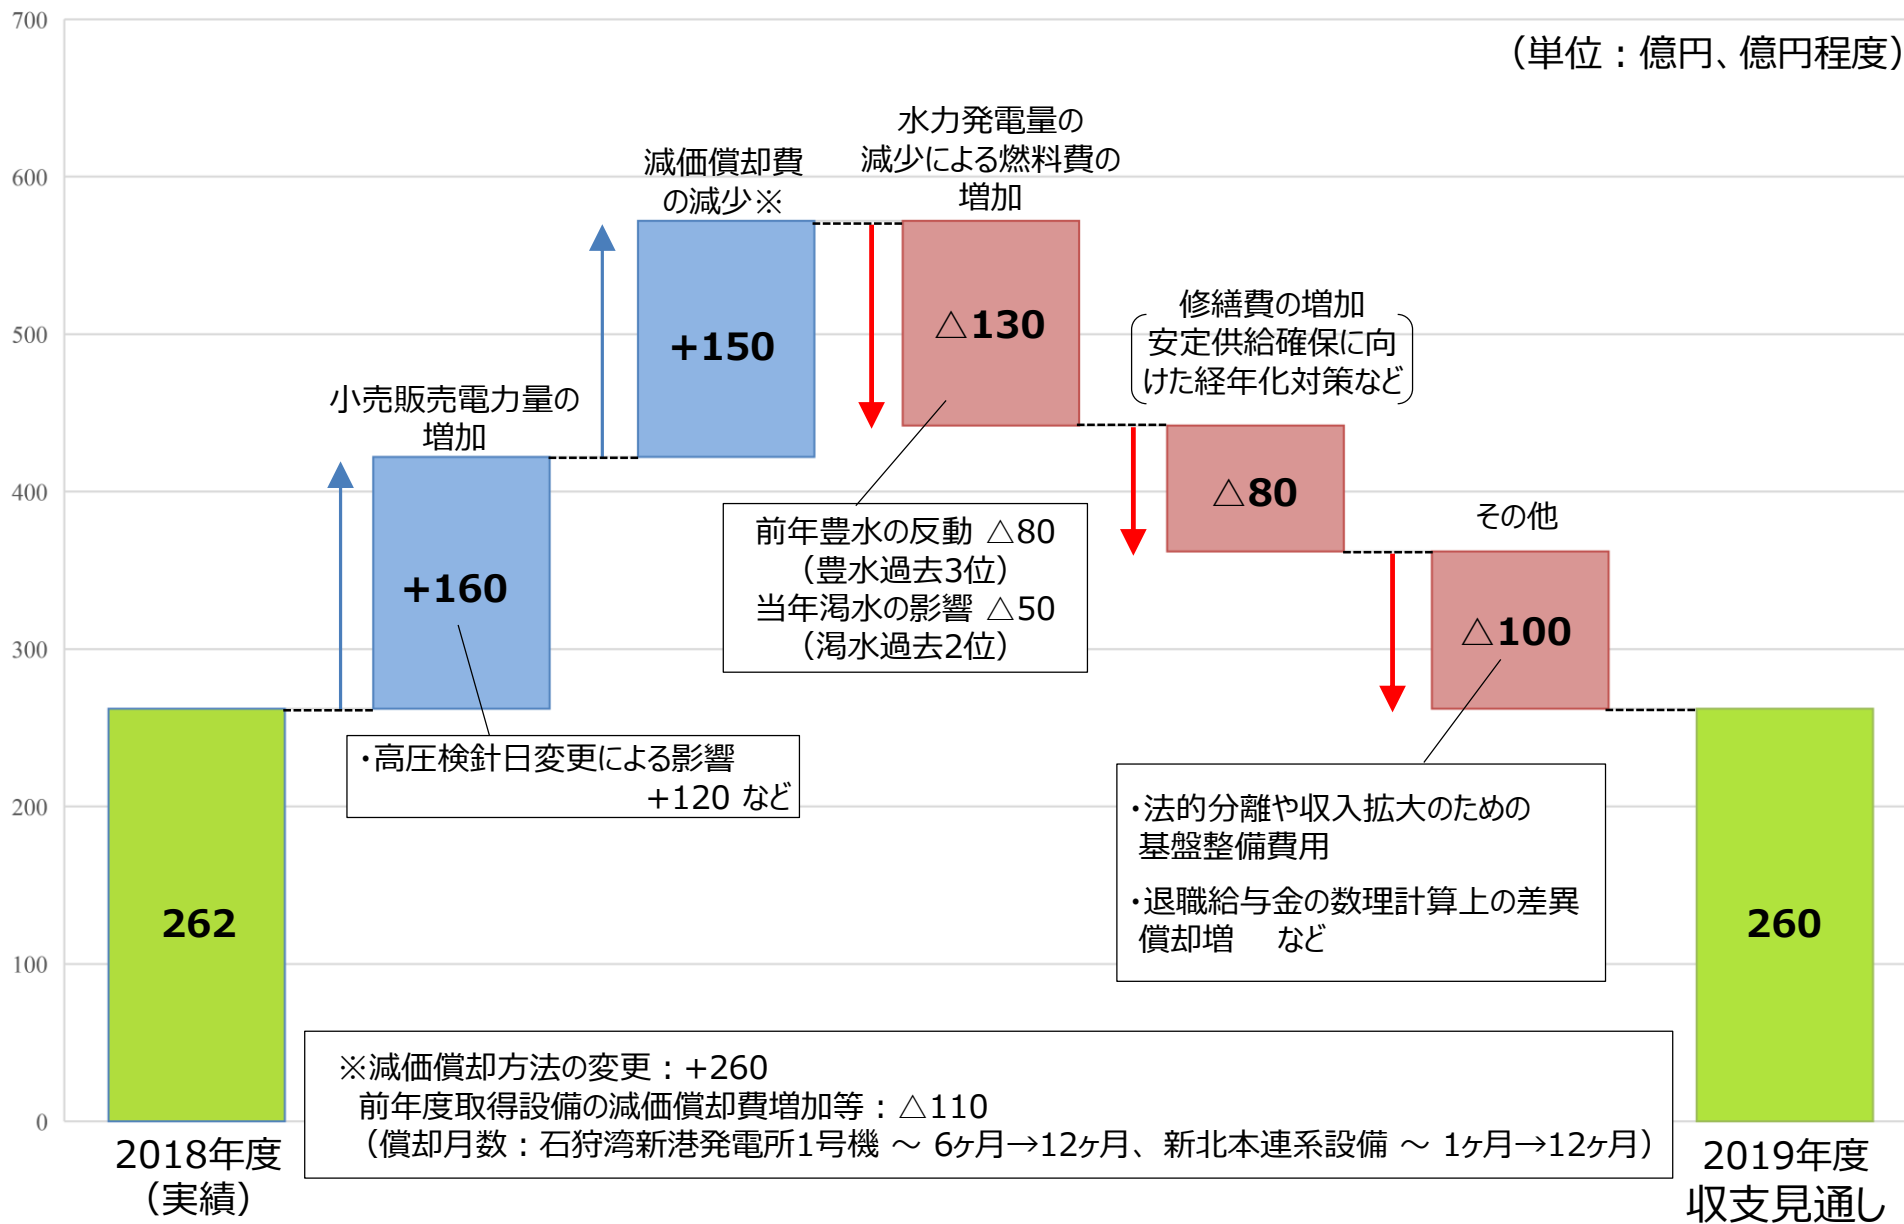 (単位:億円、億円程度)
700
600
500
400
300
200
100
0
262
2018年度
(実績)
小売販売電力量の
増加
+160
・高圧検針日変更による影響
+120 など
減価償却費
の減少※
+150
水力発電量の
減少による燃料費の
増加
△130
前年豊水の反動 △80
(豊水過去3位)
当年渇水の影響 △50
(渇水過去2位)
修繕費の増加
安定供給確保に向
けた経年化対策など
△80
その他
△100
・法的分離や収入拡大のための
基盤整備費用
・退職給与金の数理計算上の差異
償却増 など
260
2019年度
収支見通し
※減価償却方法の変更:+260
前年度取得設備の減価償却費増加等:△110
(償却月数:石狩湾新港発電所1号機 ~ 6ヶ月→12ヶ月、新北本連系設備 ~ 1ヶ月→12ヶ月)